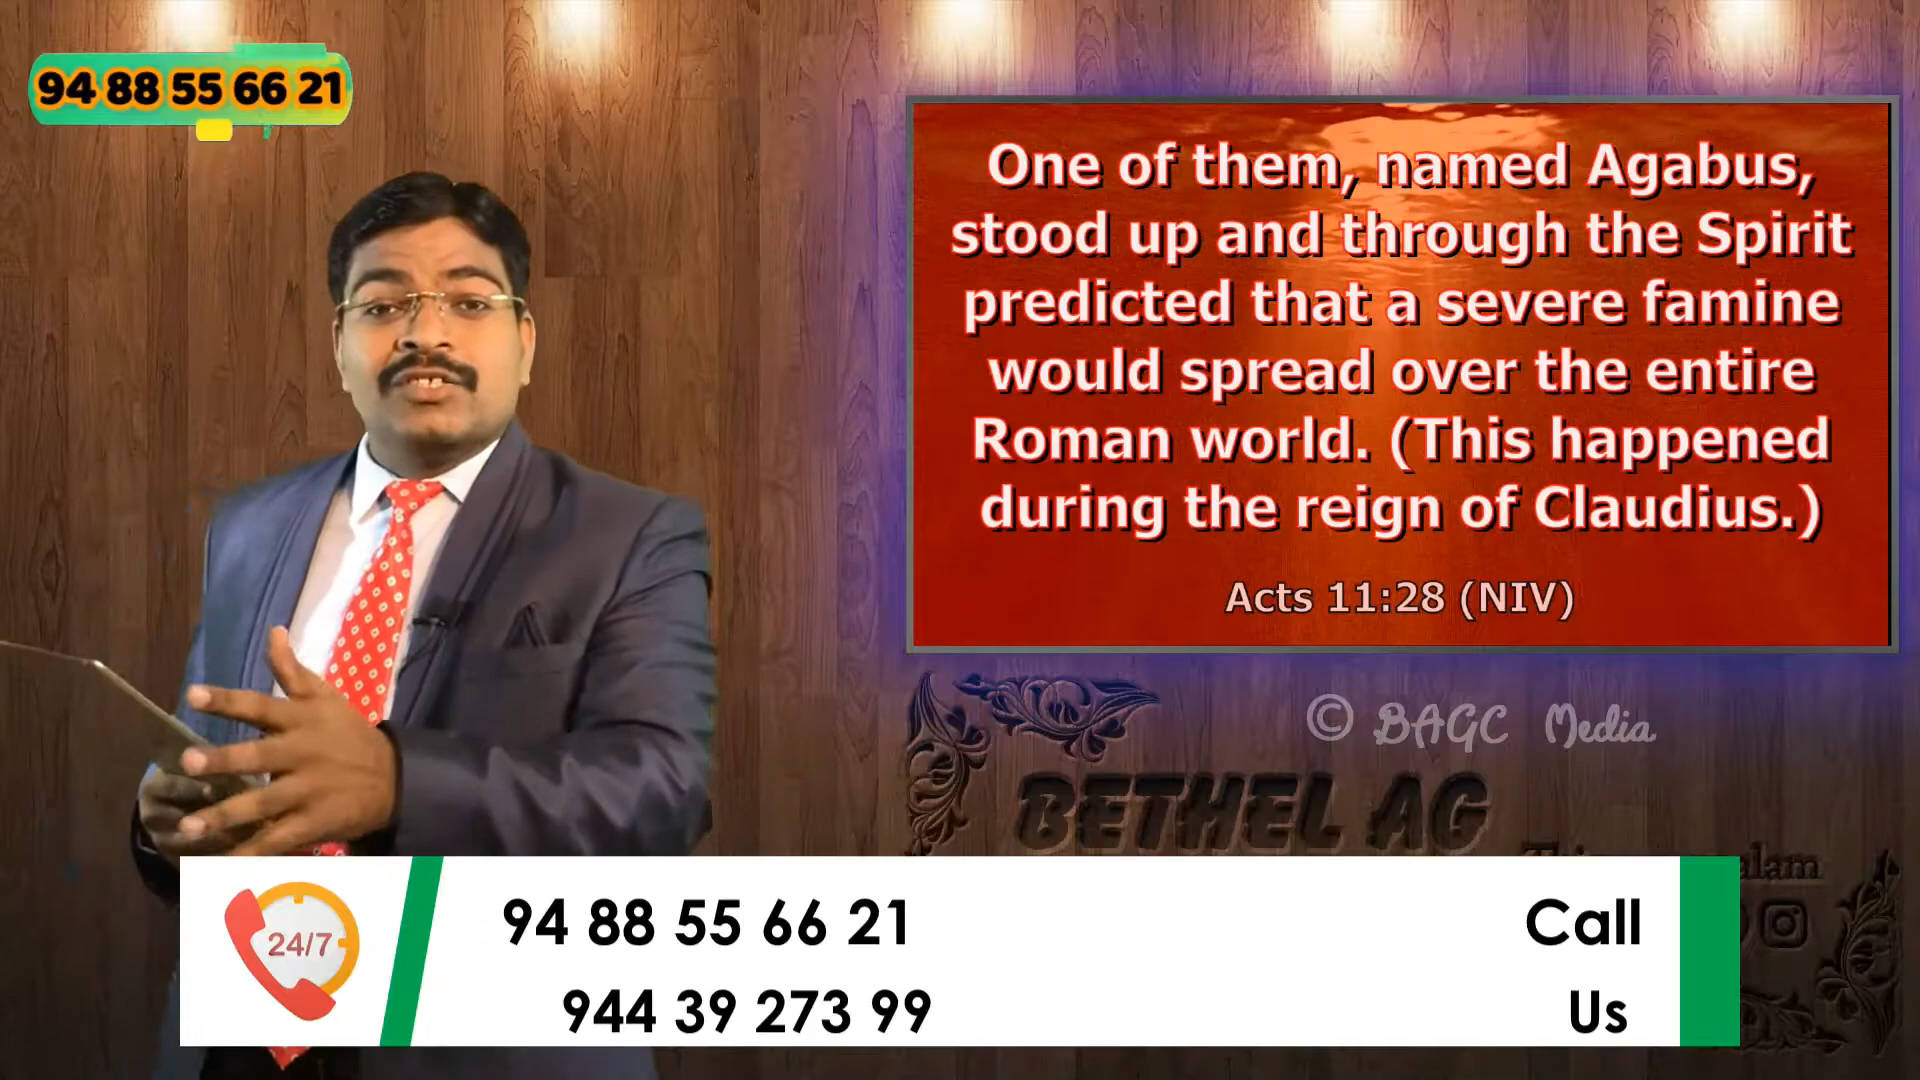 94 88 55 66 21
One of them, named Agabus,
stood up and through the Spirit
predicted that a severe famine
would spread over the entire
Roman world. (This happened
during the reign of Claudius.)
Acts 11:28 (NIV)
© BAGC Media
BETHEL AG
24/7
94 88 55 66 21
Call
944 39 273 99
Us